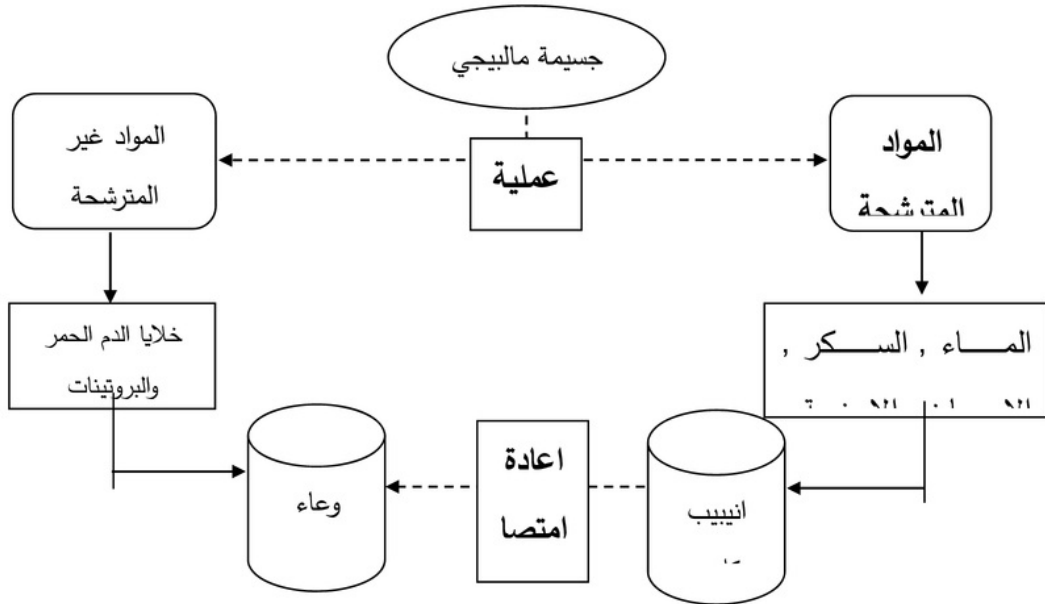 جسيمة مالبيجي
المواد
المترشحة
عملية
المواد غير
المترشحة
الماء , السكر ,
خلايا الدم الحمر
والبروتينات
انيبيب
اعادة
امتصا
وعاء